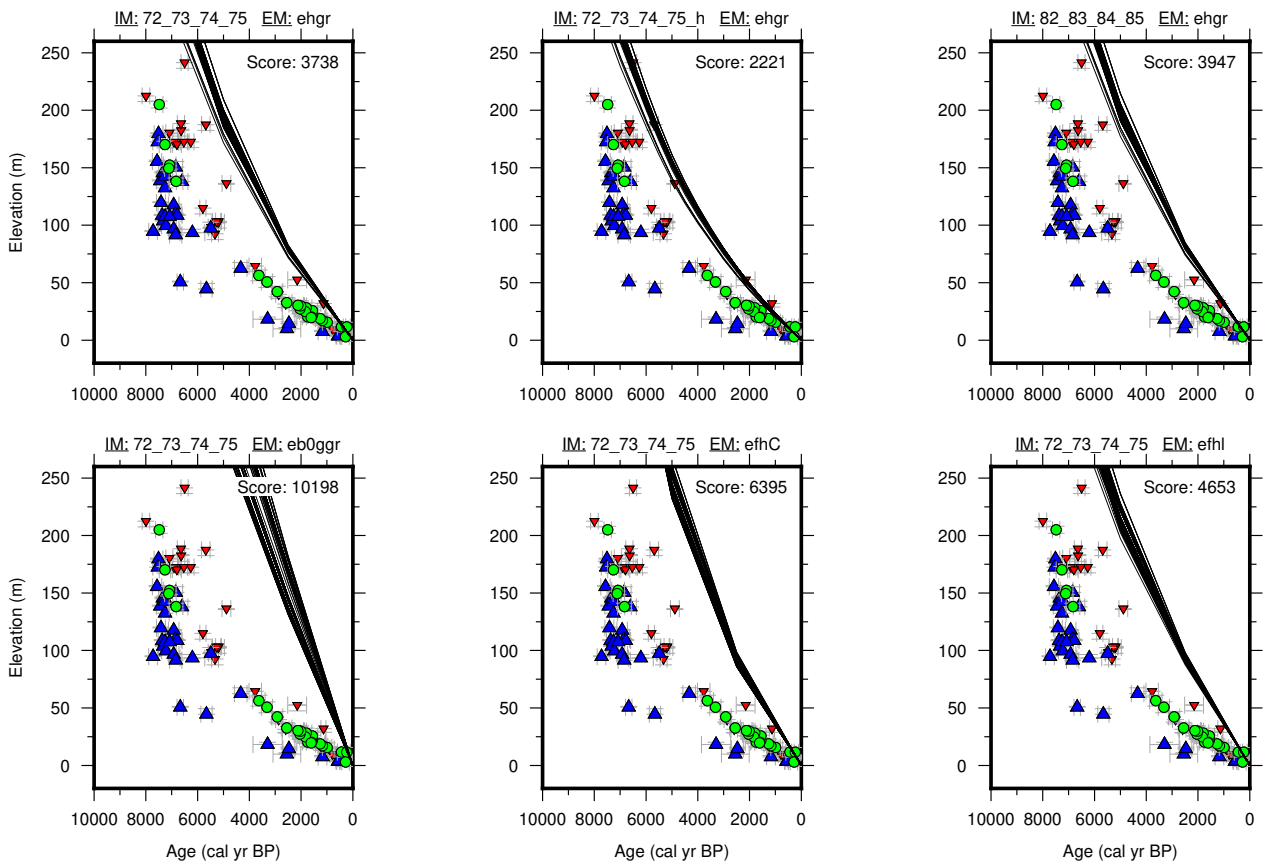 IM: 72_73_74_75 EM: ehgr
IM: 72_73_74_75_h EM: ehgr
IM: 82_83_84_85 EM: ehgr
Score: 3738
Score: 2221
Score: 3947
250 250 250
200 200 200
150 150 150
100 100 100
50 50 50
0 0 0
Elevation (m)
10000 8000 6000 4000 2000 0
10000 8000 6000 4000 2000 0
10000 8000 6000 4000 2000 0
IM: 72_73_74_75 EM: eb0ggr
IM: 72_73_74_75 EM: efhC
IM: 72_73_74_75 EM: efhl
Score: 10198
Score: 6395
Score: 4653
250 250 250
200 200 200
150 150 150
100 100 100
50 50 50
0 0 0
Elevation (m)
10000 8000 6000 4000 2000 0
10000 8000 6000 4000 2000 0
10000 8000 6000 4000 2000 0
Age (cal yr BP)
Age (cal yr BP)
Age (cal yr BP)